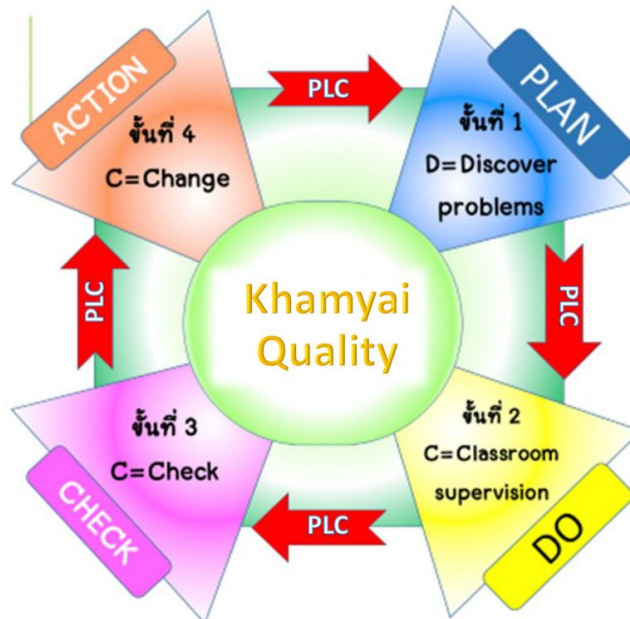 ACTION
ขั้นที่ 4
C=Change
PLC
PLAN
ขั้นที่ 1
D=Discover
problems
PLC
Khamyai
Quality
PLC
ขั้นที่ 3
C=Check
CHECK
PLC
ขั้นที่ 2
C=Classroom
supervision
DO